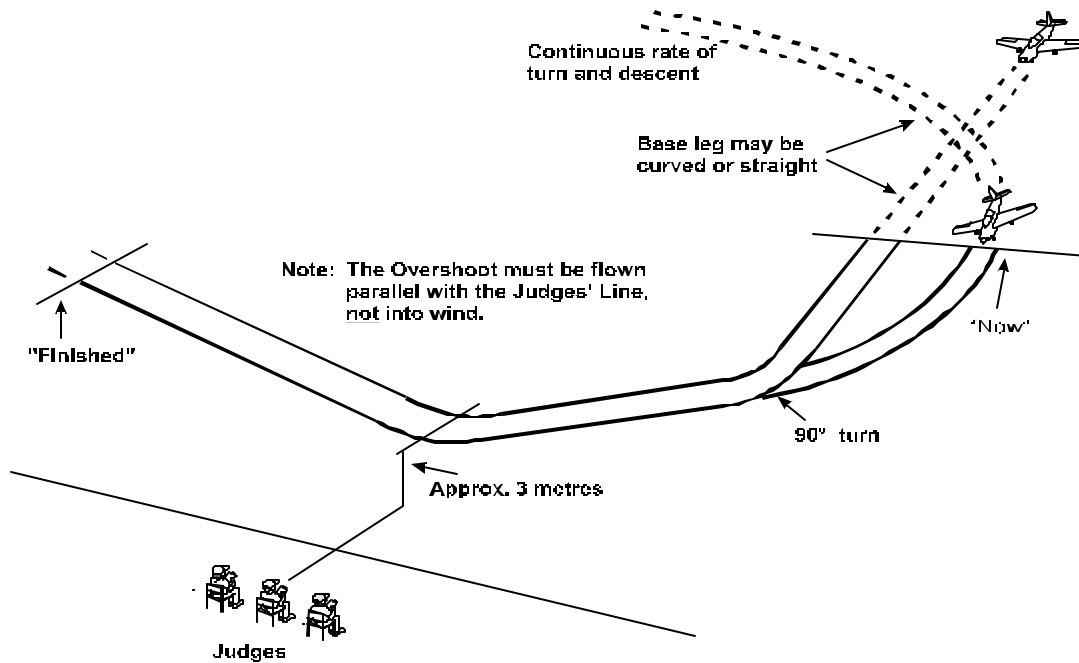 Continuous rate of
turn and descent
Base leg may be
curved or straight
Note: The Overshoot must be flown
parallel with the Judges' Line,
not into wind.
"Now"
"Finished"
90° turn
Approx. 3 metres
Judges